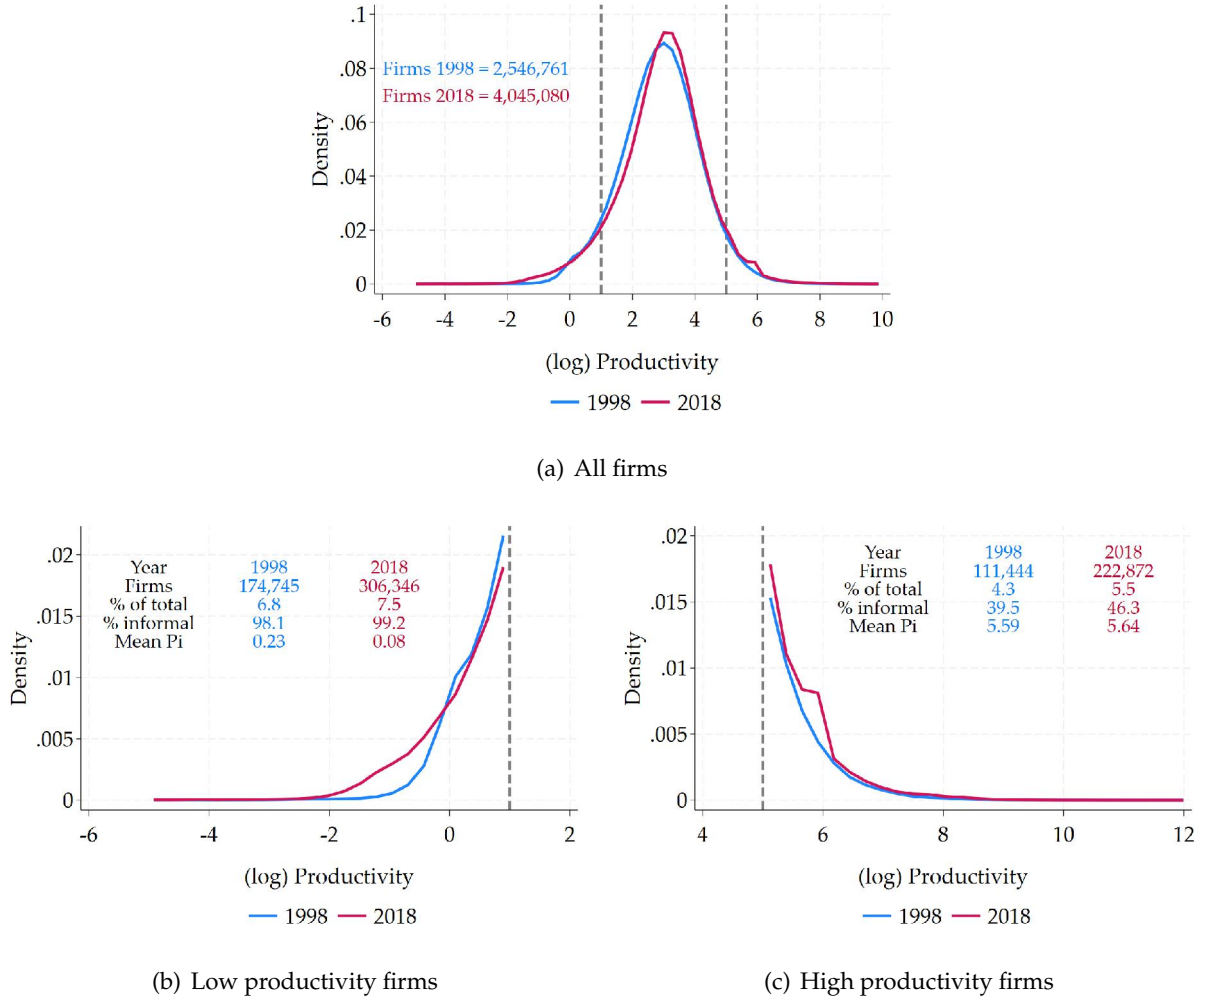 .1
.08
.06
.04
.02
0
Density
Firms 1998 = 2,546,761
Firms 2018 = 4,045,080
-6 -4 -2 0 2 4 6 8 10
(log) Productivity
1998 2018
(a) All firms
.02
.015
.01
.005
0
Density
Year 1998 2018
Firms 174,745 306,346
% of total 6.8 7.5
% informal 98.1 99.2
Mean Pi 0.23 0.08
-6 -4 -2 0 2
(log) Productivity
1998 2018
(b) Low productivity firms
.02
.015
.01
.005
0
Density
Year 1998 2018
Firms 111,444 222,872
% of total 4.3 5.5
% informal 39.5 46.3
Mean Pi 5.59 5.64
4 6 8 10 12
(log) Productivity
1998 2018
(c) High productivity firms